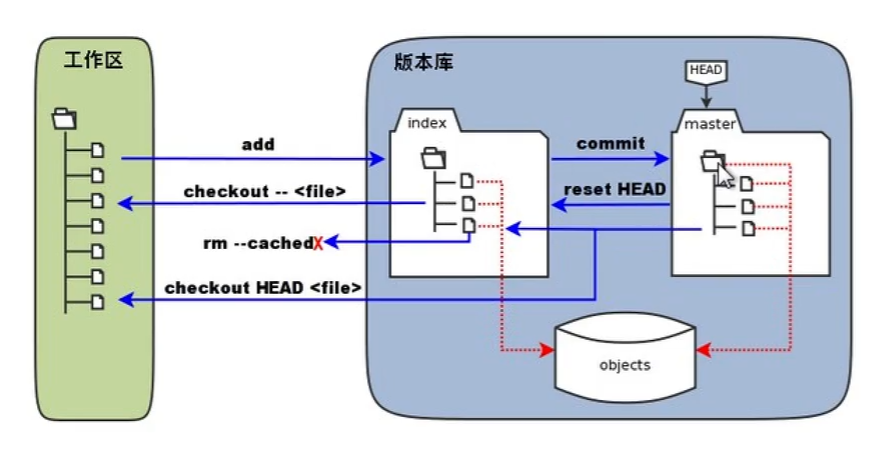 工作区
版本库
HEAD
index
master
add
commit
checkout -- <file>
reset HEAD
rm --cached
X
checkout HEAD <file>
objects